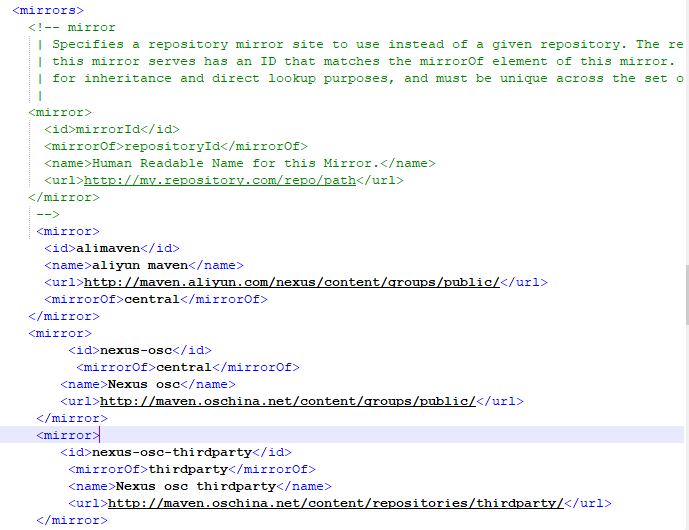 <mirrors>
<!-- mirror
| Specifies a repository mirror site to use instead of a given repository. The re
| this mirror serves has an ID that matches the mirrorOf element of this mirror.
| for inheritance and direct lookup purposes, and must be unique across the set o
|
<mirror>
<id>mirrorId</id>
<mirrorOf>repositoryId</mirrorOf>
<name>Human Readable Name for this Mirror.</name>
<url>http://my.repository.com/repo/path</url>
</mirror>
-->
<mirror>
<id>alimaven</id>
<name>aliyun maven</name>
<url>http://maven.aliyun.com/nexus/content/groups/public/</url>
<mirrorOf>central</mirrorOf>
</mirror>
<mirror>
<id>nexus-osc</id>
<mirrorOf>central</mirrorOf>
<name>Nexus osc</name>
<url>http://maven.oschina.net/content/groups/public/</url>
</mirror>
<mirror>
<id>nexus-osc-thirdparty</id>
<mirrorOf>thirdparty</mirrorOf>
<name>Nexus osc thirdparty</name>
<url>http://maven.oschina.net/content/repositories/thirdparty/</url>
</mirror>